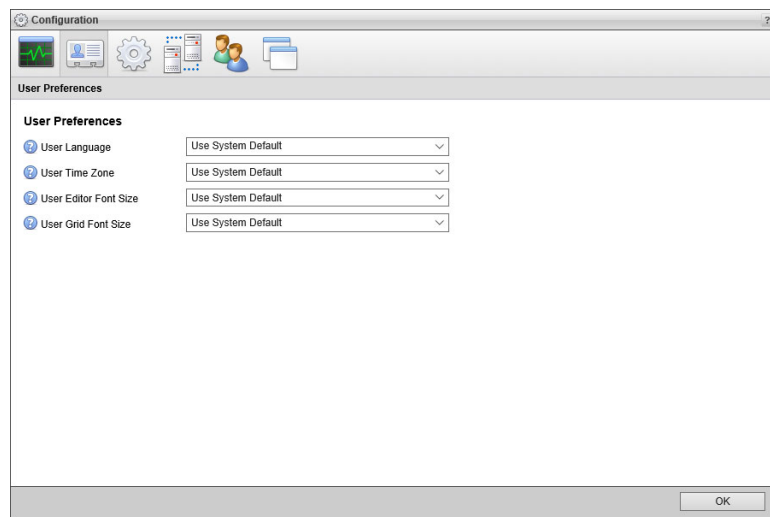 Configuration
?
User Preferences
User Preferences
? User Language Use System Default
? User Time Zone Use System Default
? User Editor Font Size Use System Default
? User Grid Font Size Use System Default
OK